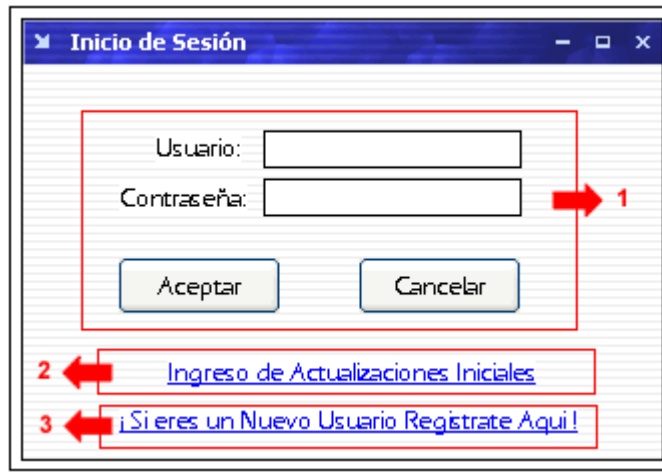 Inicio de Sesión
Usuario:
Contraseña:
1
Aceptar Cancelar
2 Ingreso de Actualizaciones Iniciales
3 ¡Si eres un Nuevo Usuario Registrate Aqui!